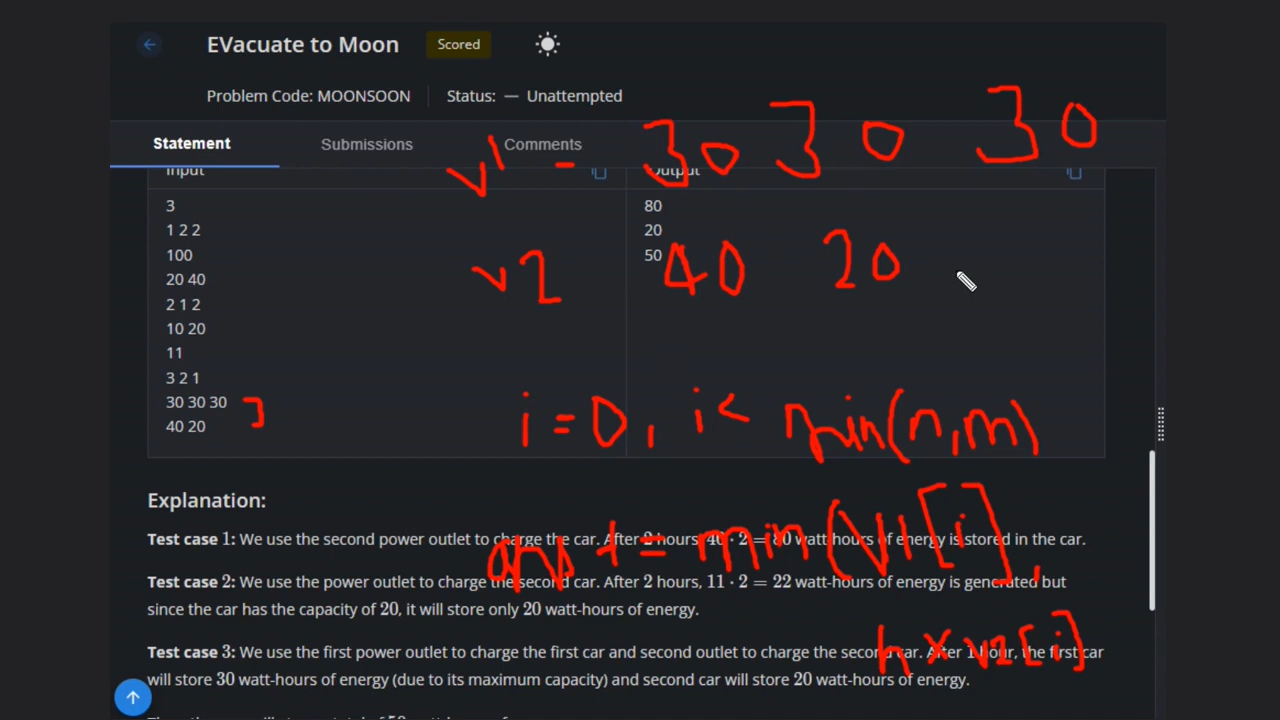 EVacuate to Moon Scored
Problem Code: MOONSOON Status: — Unattempted
Statement Submissions Comments
v1 - 30 30 30
Input Output
3 80
1 2 2 20
100 50
v2 40 20
20 40
2 1 2
10 20
11
3 2 1
30 30 30
40 20
i = 0, i < min(n,m)
Explanation:
Test case 1: We use the second power outlet to charge the car. After 2 hours, 40 · 2 = 80 watt-hours of energy is stored in the car.
ans += min(V1[i],
Test case 2: We use the power outlet to charge the second car. After 2 hours, 11 · 2 = 22 watt-hours of energy is generated but
since the car has the capacity of 20, it will store only 20 watt-hours of energy.
h × v2[i]
Test case 3: We use the first power outlet to charge the first car and second outlet to charge the second car. After 1 hour, the first car
will store 30 watt-hours of energy (due to its maximum capacity) and second car will store 20 watt-hours of energy.